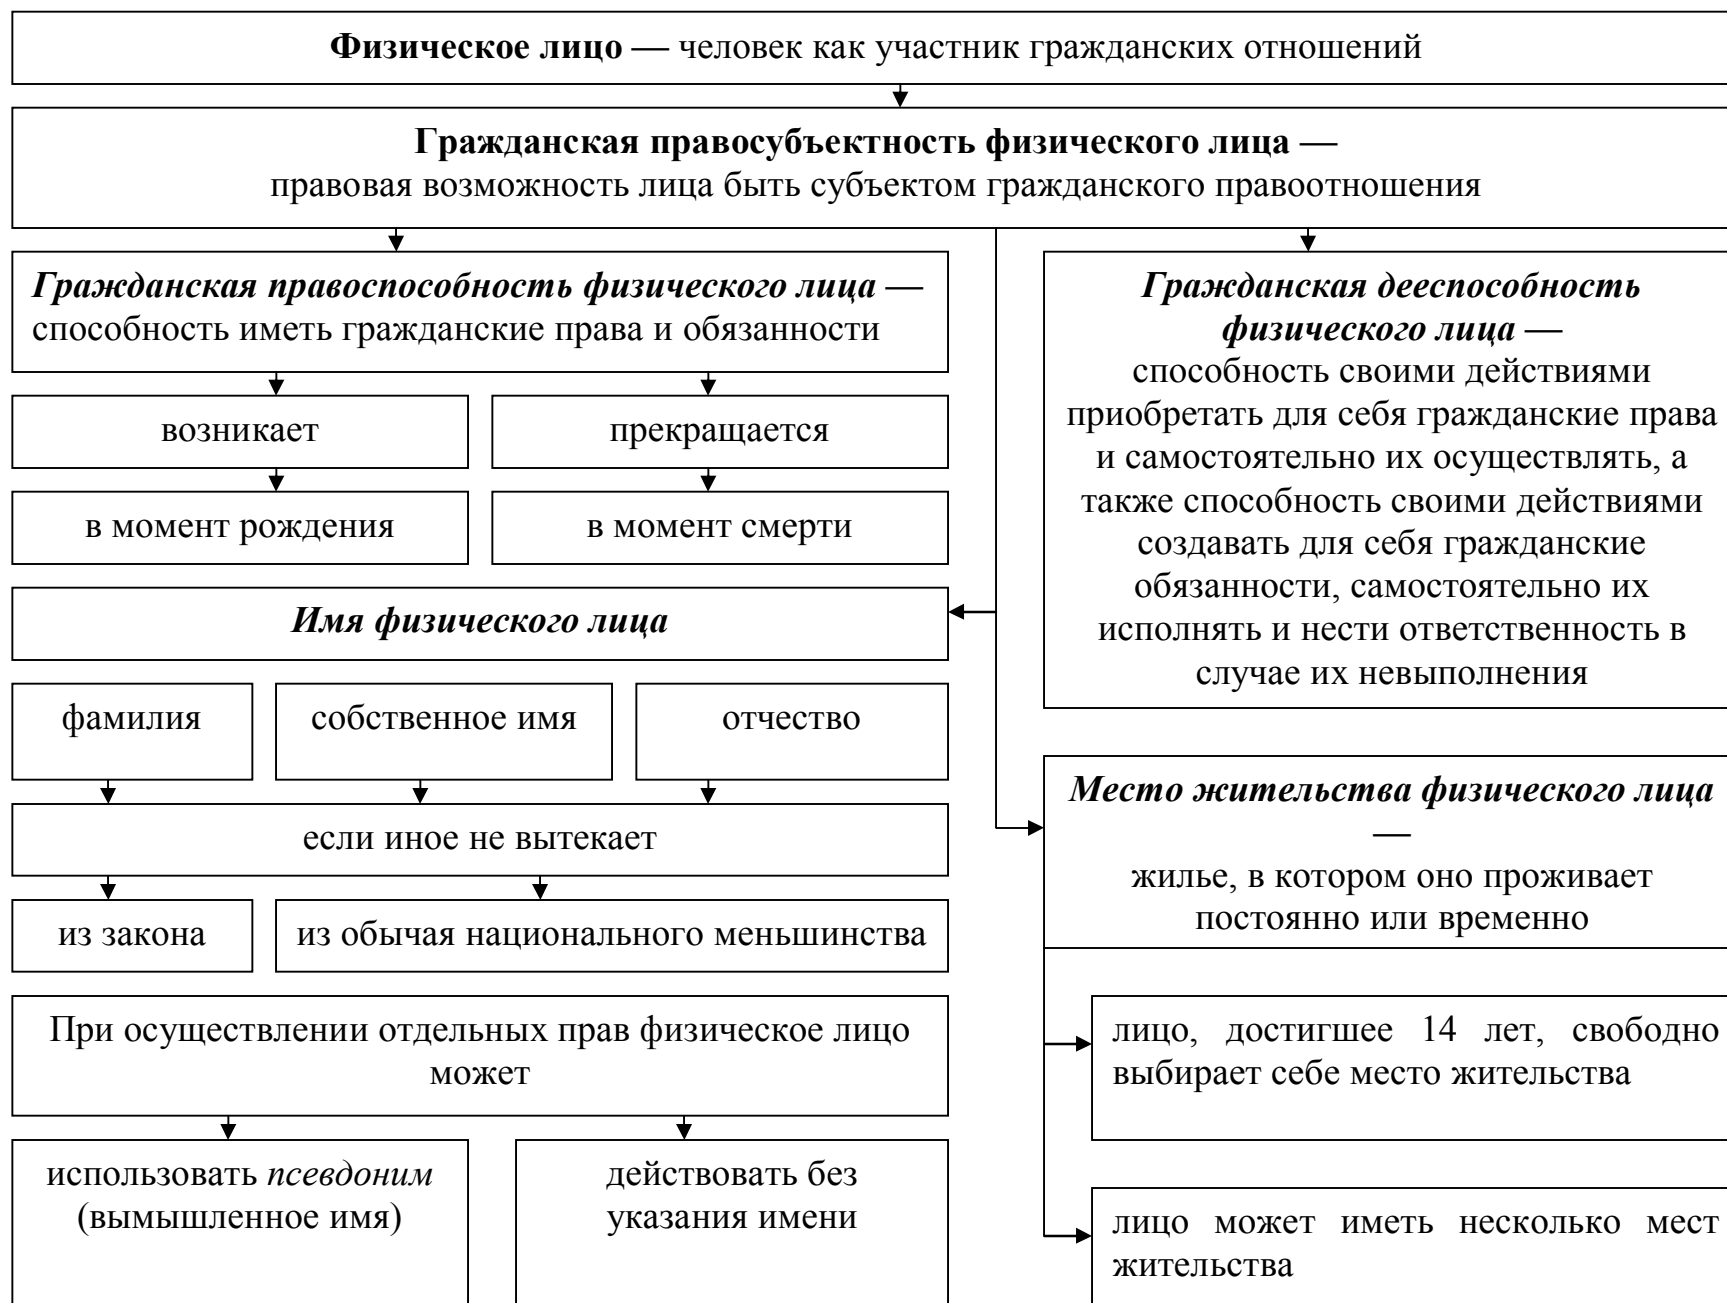 Физическое лицо — человек как участник гражданских отношений
Гражданская правосубъектность физического лица —
правовая возможность лица быть субъектом гражданского правоотношения
Гражданская правоспособность физического лица —
способность иметь гражданские права и обязанности
возникает
прекращается
в момент рождения
в момент смерти
Имя физического лица
фамилия
собственное имя
отчество
если иное не вытекает
из закона
из обычая национального меньшинства
При осуществлении отдельных прав физическое лицо
может
использовать псевдоним
(вымышленное имя)
действовать без
указания имени
Гражданская дееспособность
физического лица —
способность своими действиями
приобретать для себя гражданские права
и самостоятельно их осуществлять, а
также способность своими действиями
создавать для себя гражданские
обязанности, самостоятельно их
исполнять и нести ответственность в
случае их невыполнения
Место жительства физического лица
—
жилье, в котором оно проживает
постоянно или временно
лицо, достигшее 14 лет, свободно
выбирает себе место жительства
лицо может иметь несколько мест
жительства